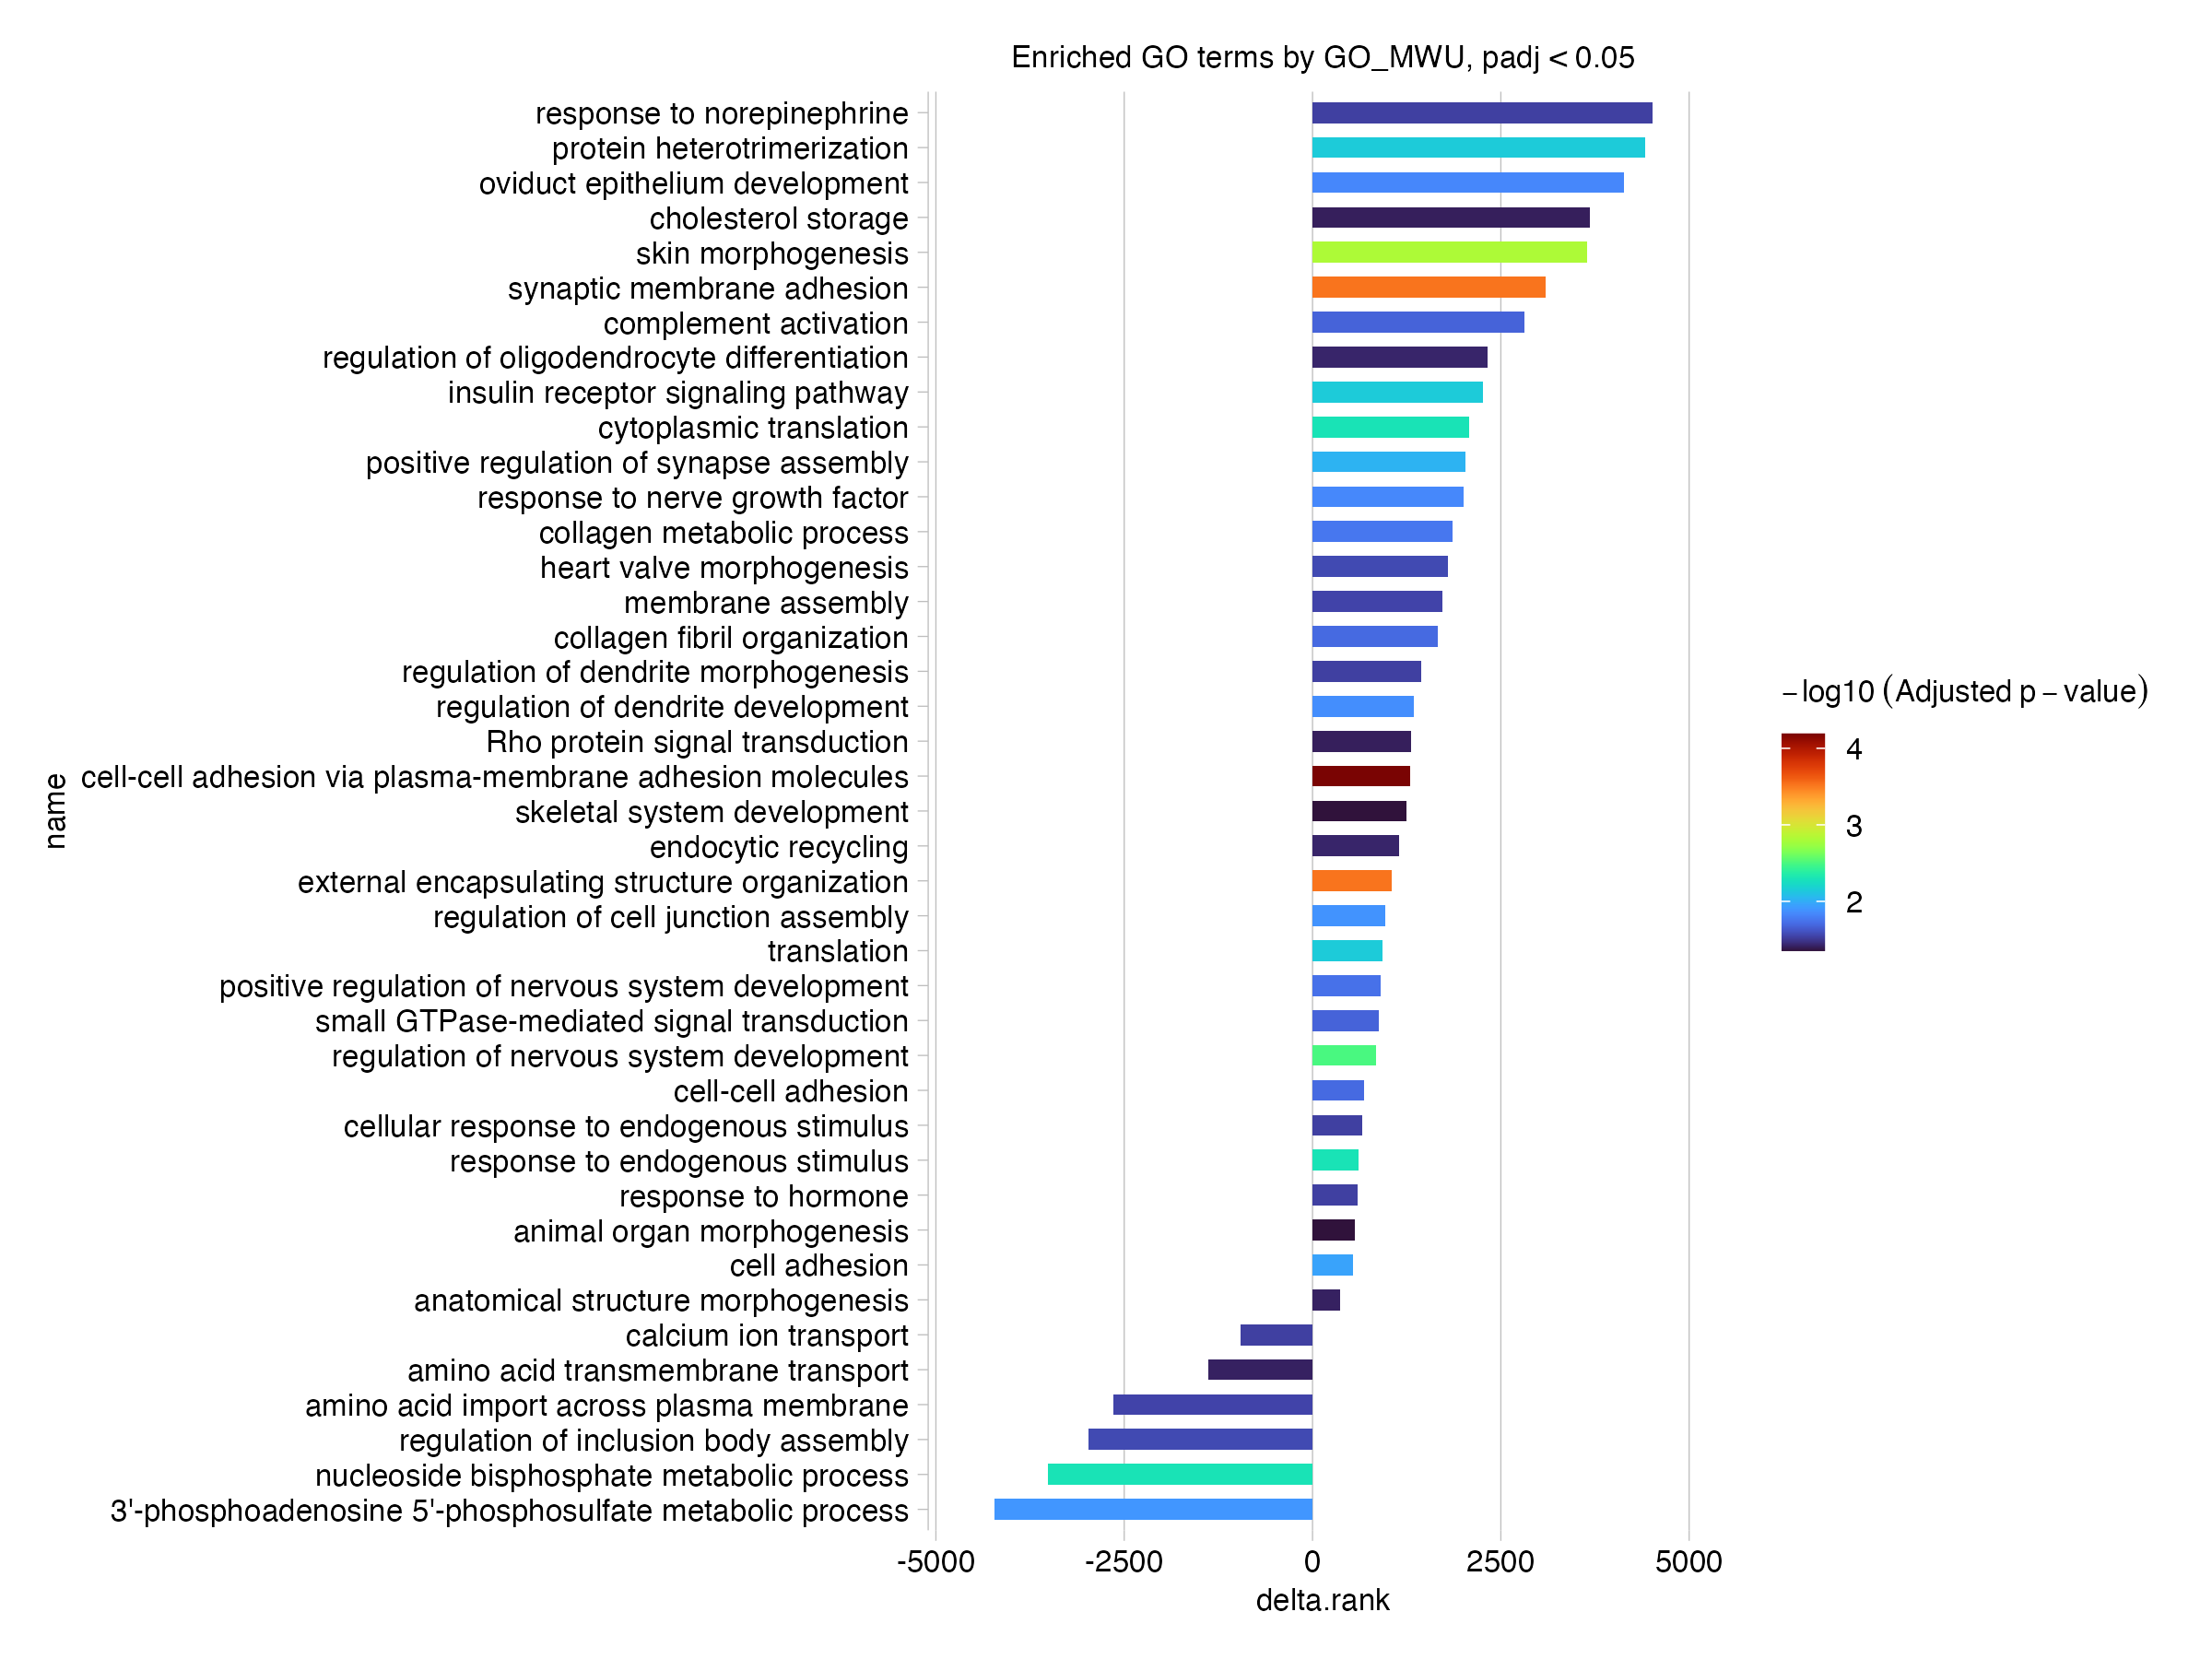 Enriched GO terms by GO_MWU, padj < 0.05
response to norepinephrine
protein heterotrimerization
oviduct epithelium development
cholesterol storage
skin morphogenesis
synaptic membrane adhesion
complement activation
regulation of oligodendrocyte differentiation
insulin receptor signaling pathway
cytoplasmic translation
positive regulation of synapse assembly
response to nerve growth factor
collagen metabolic process
heart valve morphogenesis
membrane assembly
collagen fibril organization
regulation of dendrite morphogenesis
regulation of dendrite development
Rho protein signal transduction
cell-cell adhesion via plasma-membrane adhesion molecules
skeletal system development
endocytic recycling
external encapsulating structure organization
regulation of cell junction assembly
translation
positive regulation of nervous system development
small GTPase-mediated signal transduction
regulation of nervous system development
cell-cell adhesion
cellular response to endogenous stimulus
response to endogenous stimulus
response to hormone
animal organ morphogenesis
cell adhesion
anatomical structure morphogenesis
calcium ion transport
amino acid transmembrane transport
amino acid import across plasma membrane
regulation of inclusion body assembly
nucleoside bisphosphate metabolic process
3'-phosphoadenosine 5'-phosphosulfate metabolic process
name
-5000 -2500 0 2500 5000
delta.rank
−log10 (Adjusted p − value)
4
3
2